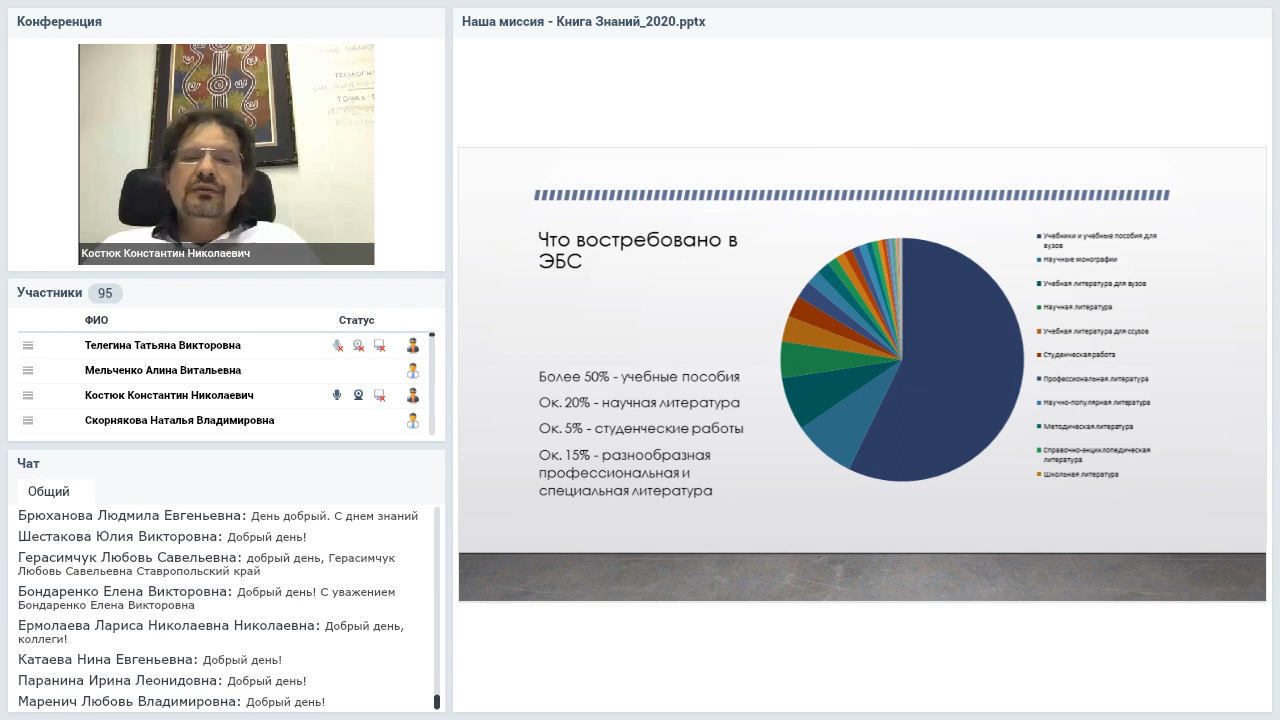 Конференция
Костюк Константин Николаевич
Участники 95
ФИО Статус
Телегина Татьяна Викторовна
Мельченко Алина Витальевна
Костюк Константин Николаевич
Скорнякова Наталья Владимировна
Чат
Общий
Брюханова Людмила Евгеньевна: День добрый. С днем знаний
Шестакова Юлия Викторовна: Добрый день!
Герасимчук Любовь Савельевна: добрый день, Герасимчук
Любовь Савельевна Ставропольский край
Бондаренко Елена Викторовна: Добрый день! С уважением
Бондаренко Елена Викторовна
Ермолаева Лариса Николаевна Николаевна: Добрый день,
коллеги!
Катаева Нина Евгеньевна: Добрый день!
Паранина Ирина Леонидовна: Добрый день!
Маренич Любовь Владимировна: Добрый день!
Наша миссия - Книга Знаний_2020.pptx
Что востребовано в
ЭБС
Более 50% - учебные пособия
Ок. 20% - научная литература
Ок. 5% - студенческие работы
Ок. 15% - разнообразная
профессиональная и
специальная литература
Учебники и учебные пособия для
вузов
Научные монографии
Учебная литература для вузов
Научная литература
Учебная литература для ссузов
Студенческая работа
Профессиональная литература
Научно-популярная литература
Методическая литература
Справочно-энциклопедическая
литература
Школьная литература